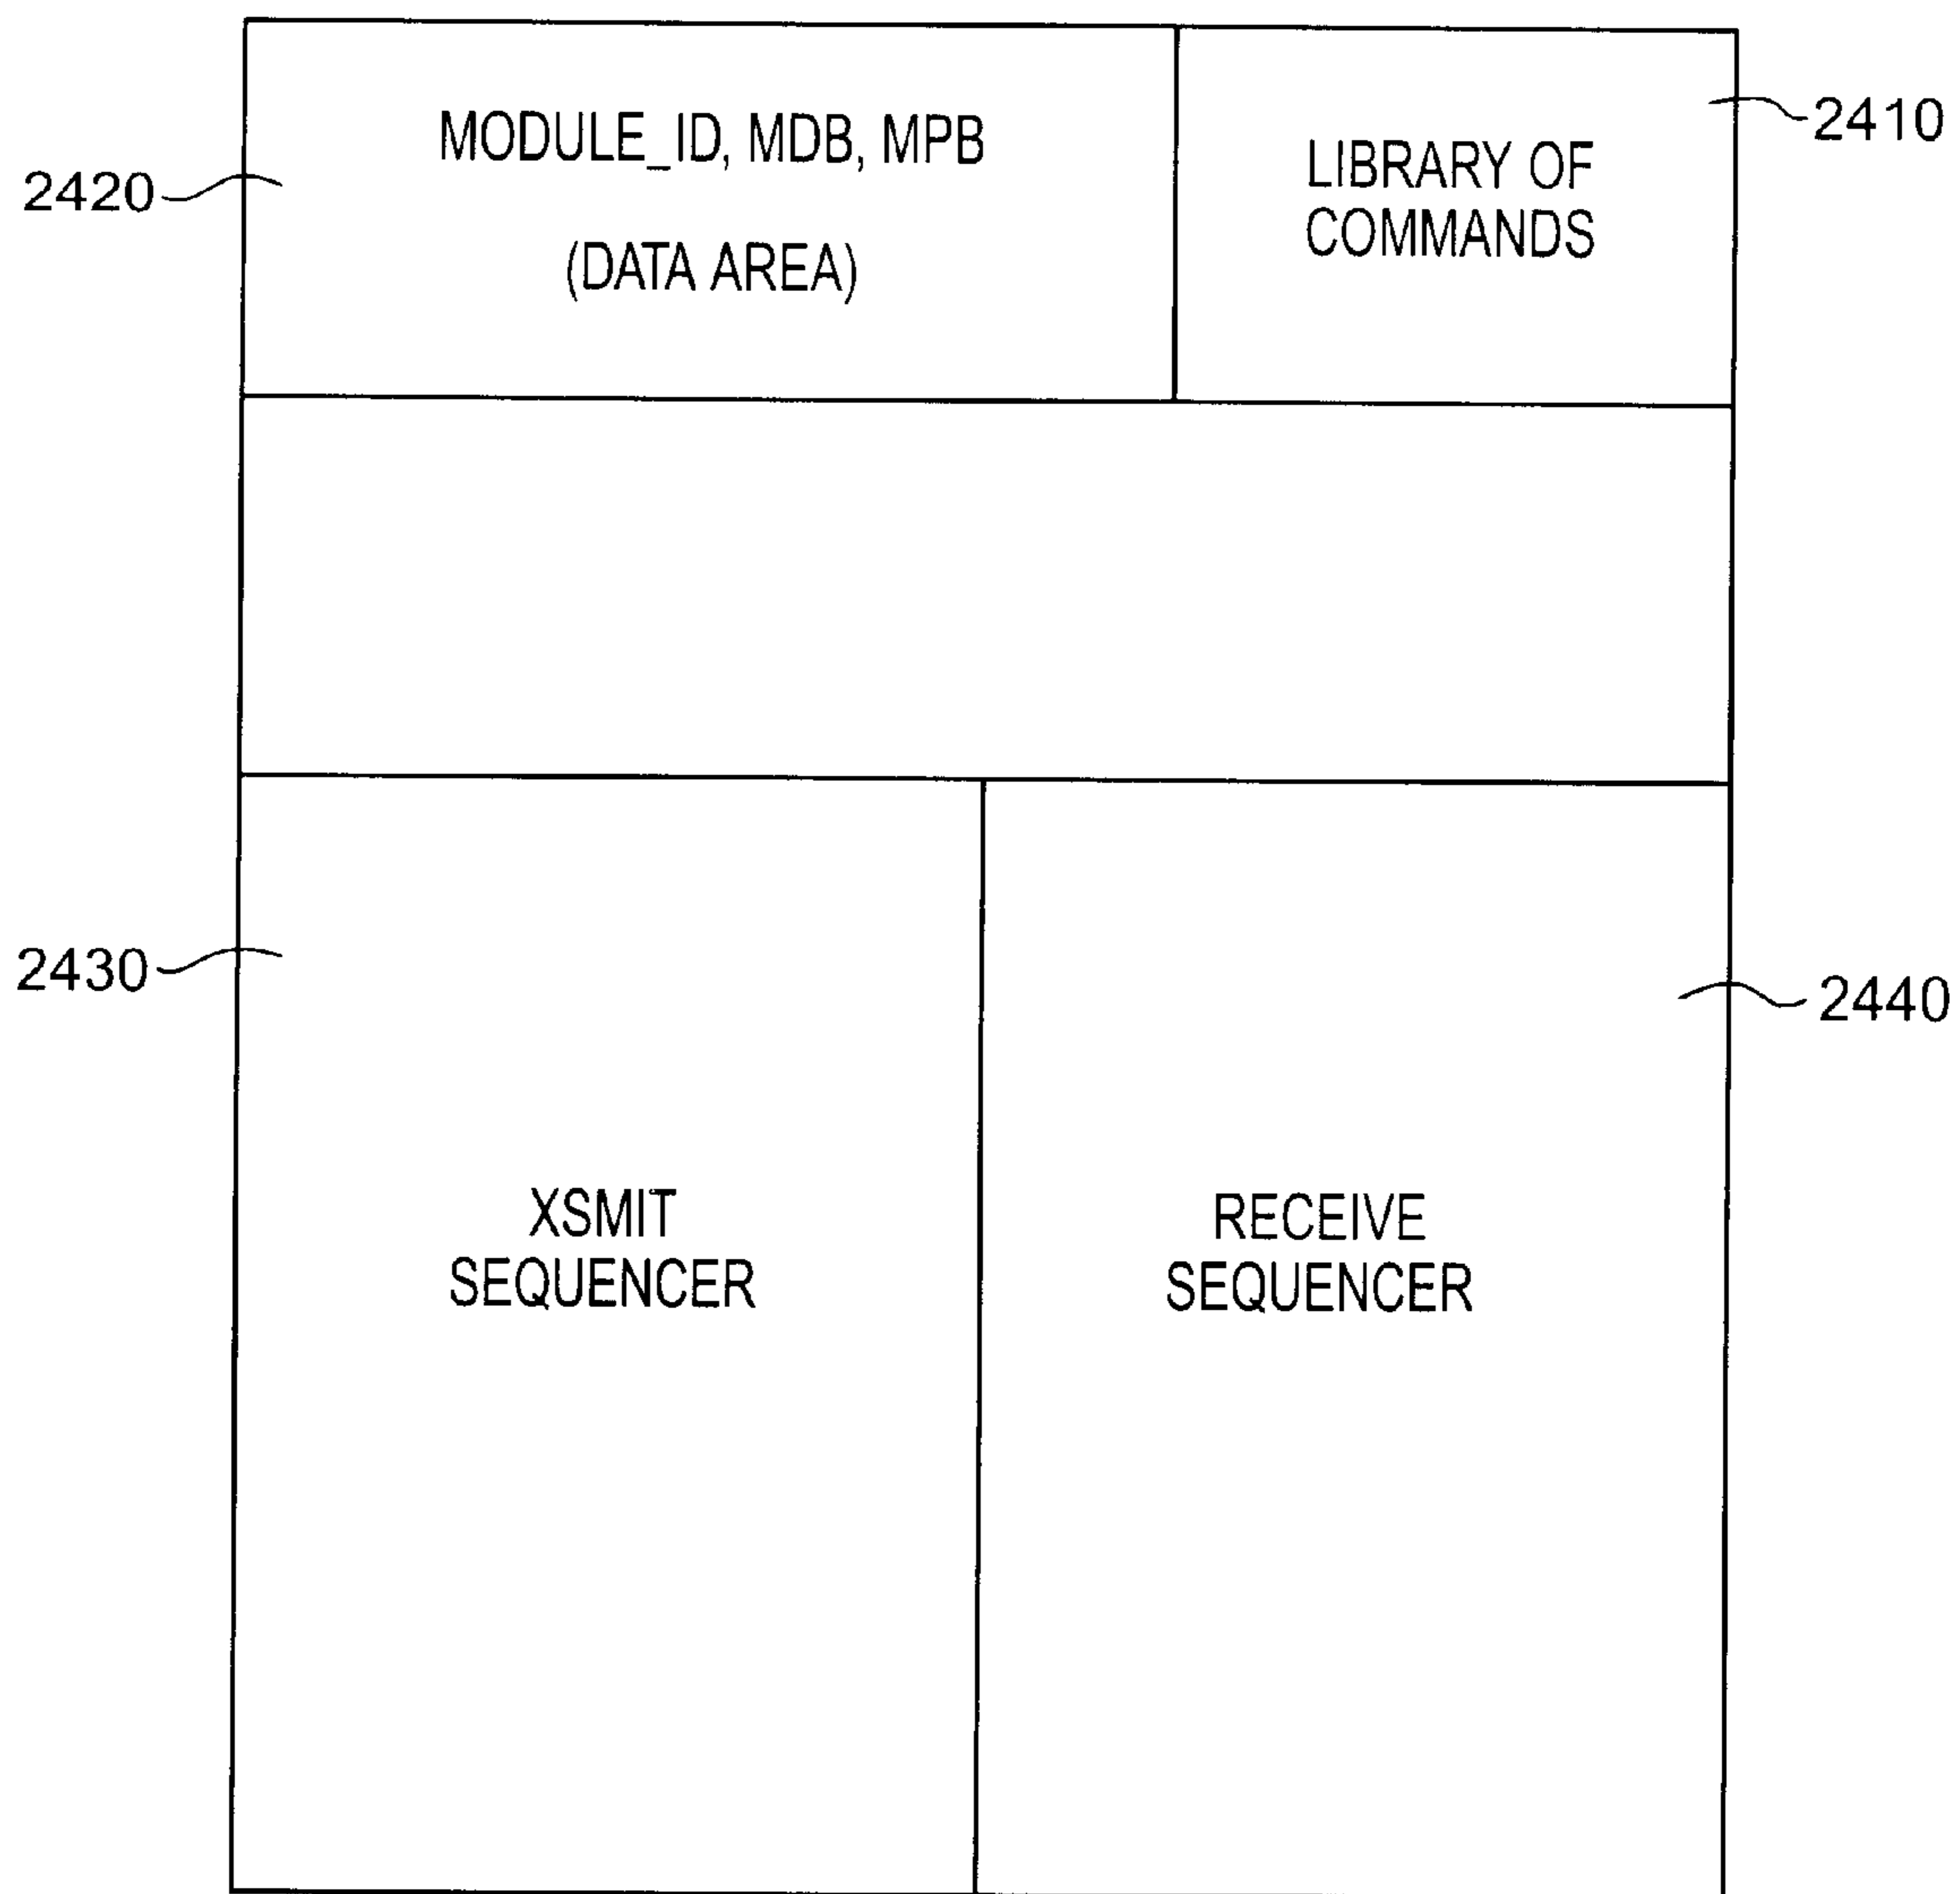 MODULE_ID, MDB, MPB
(DATA AREA)
2420
LIBRARY OF
COMMANDS
2410
XSMIT
SEQUENCER
2430
RECEIVE
SEQUENCER
2440